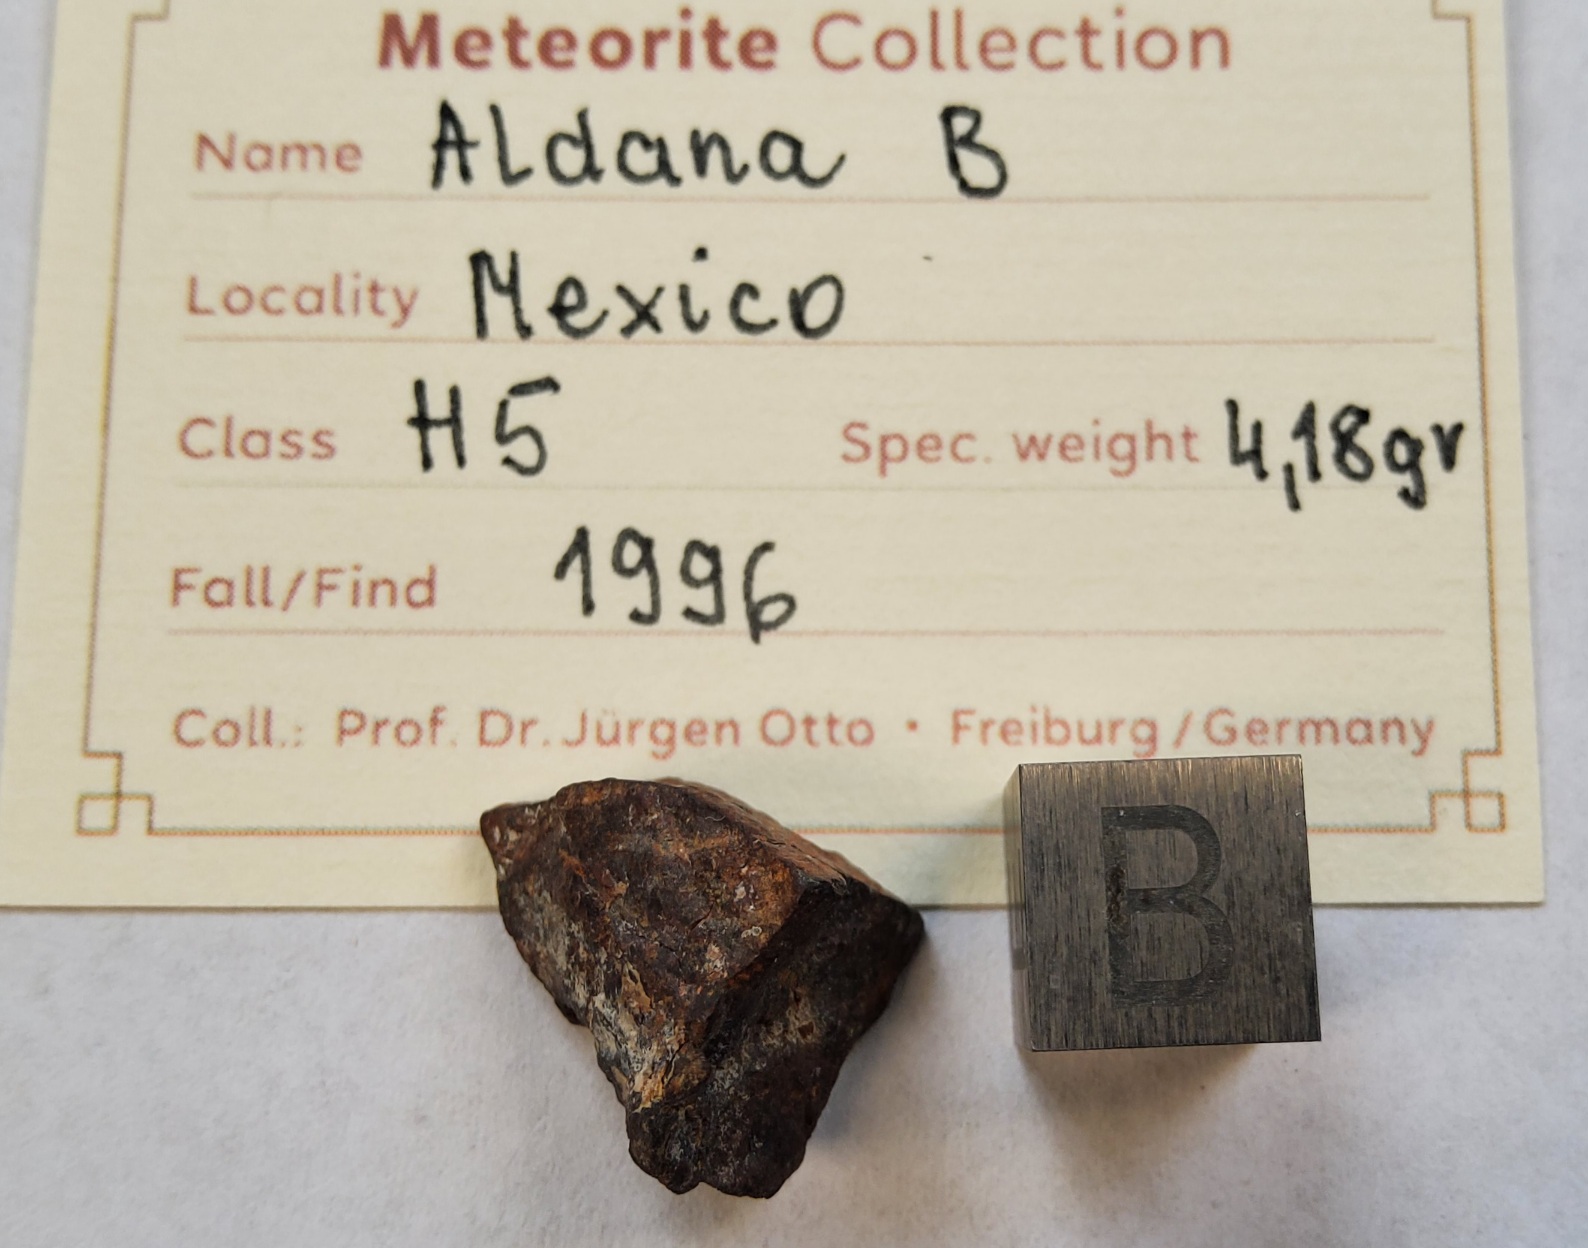 Meteorite Collection
Name Aldana B
Locality Mexico
Class H5 Spec. weight 4,18gr
Fall/Find 1996
Coll.: Prof. Dr. Jürgen Otto • Freiburg / Germany
B